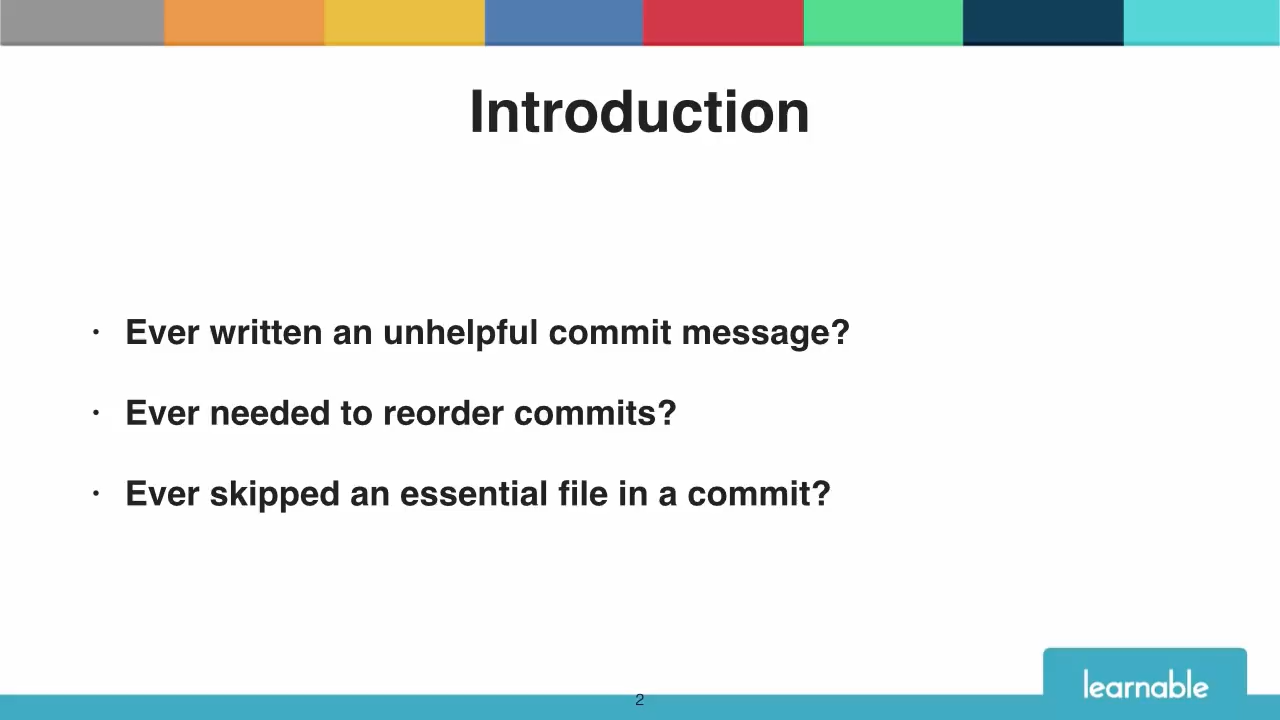 Introduction
· Ever written an unhelpful commit message?
· Ever needed to reorder commits?
· Ever skipped an essential file in a commit?
2
learnable